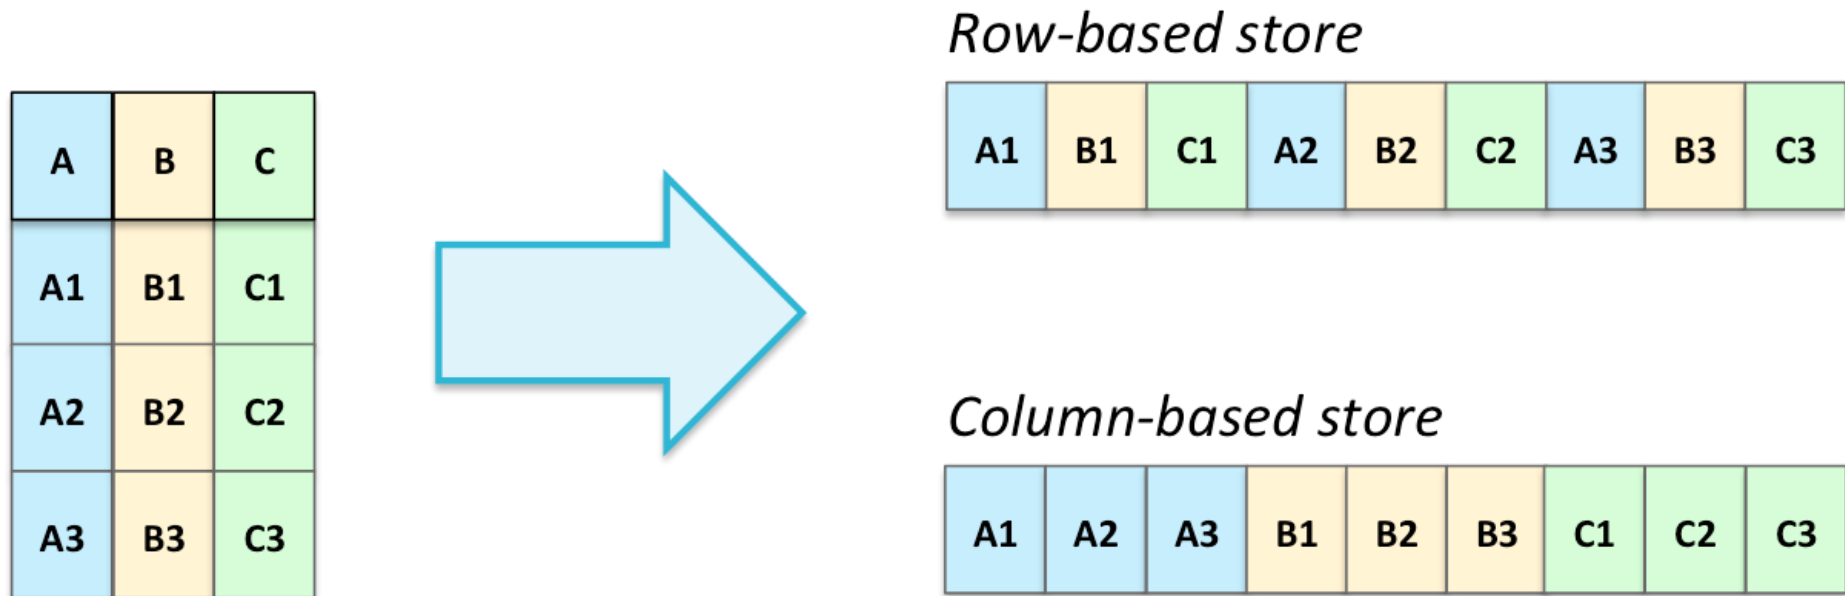 A B C
A1 B1 C1
A2 B2 C2
A3 B3 C3
Row-based store
A1 B1 C1 A2 B2 C2 A3 B3 C3
Column-based store
A1 A2 A3 B1 B2 B3 C1 C2 C3